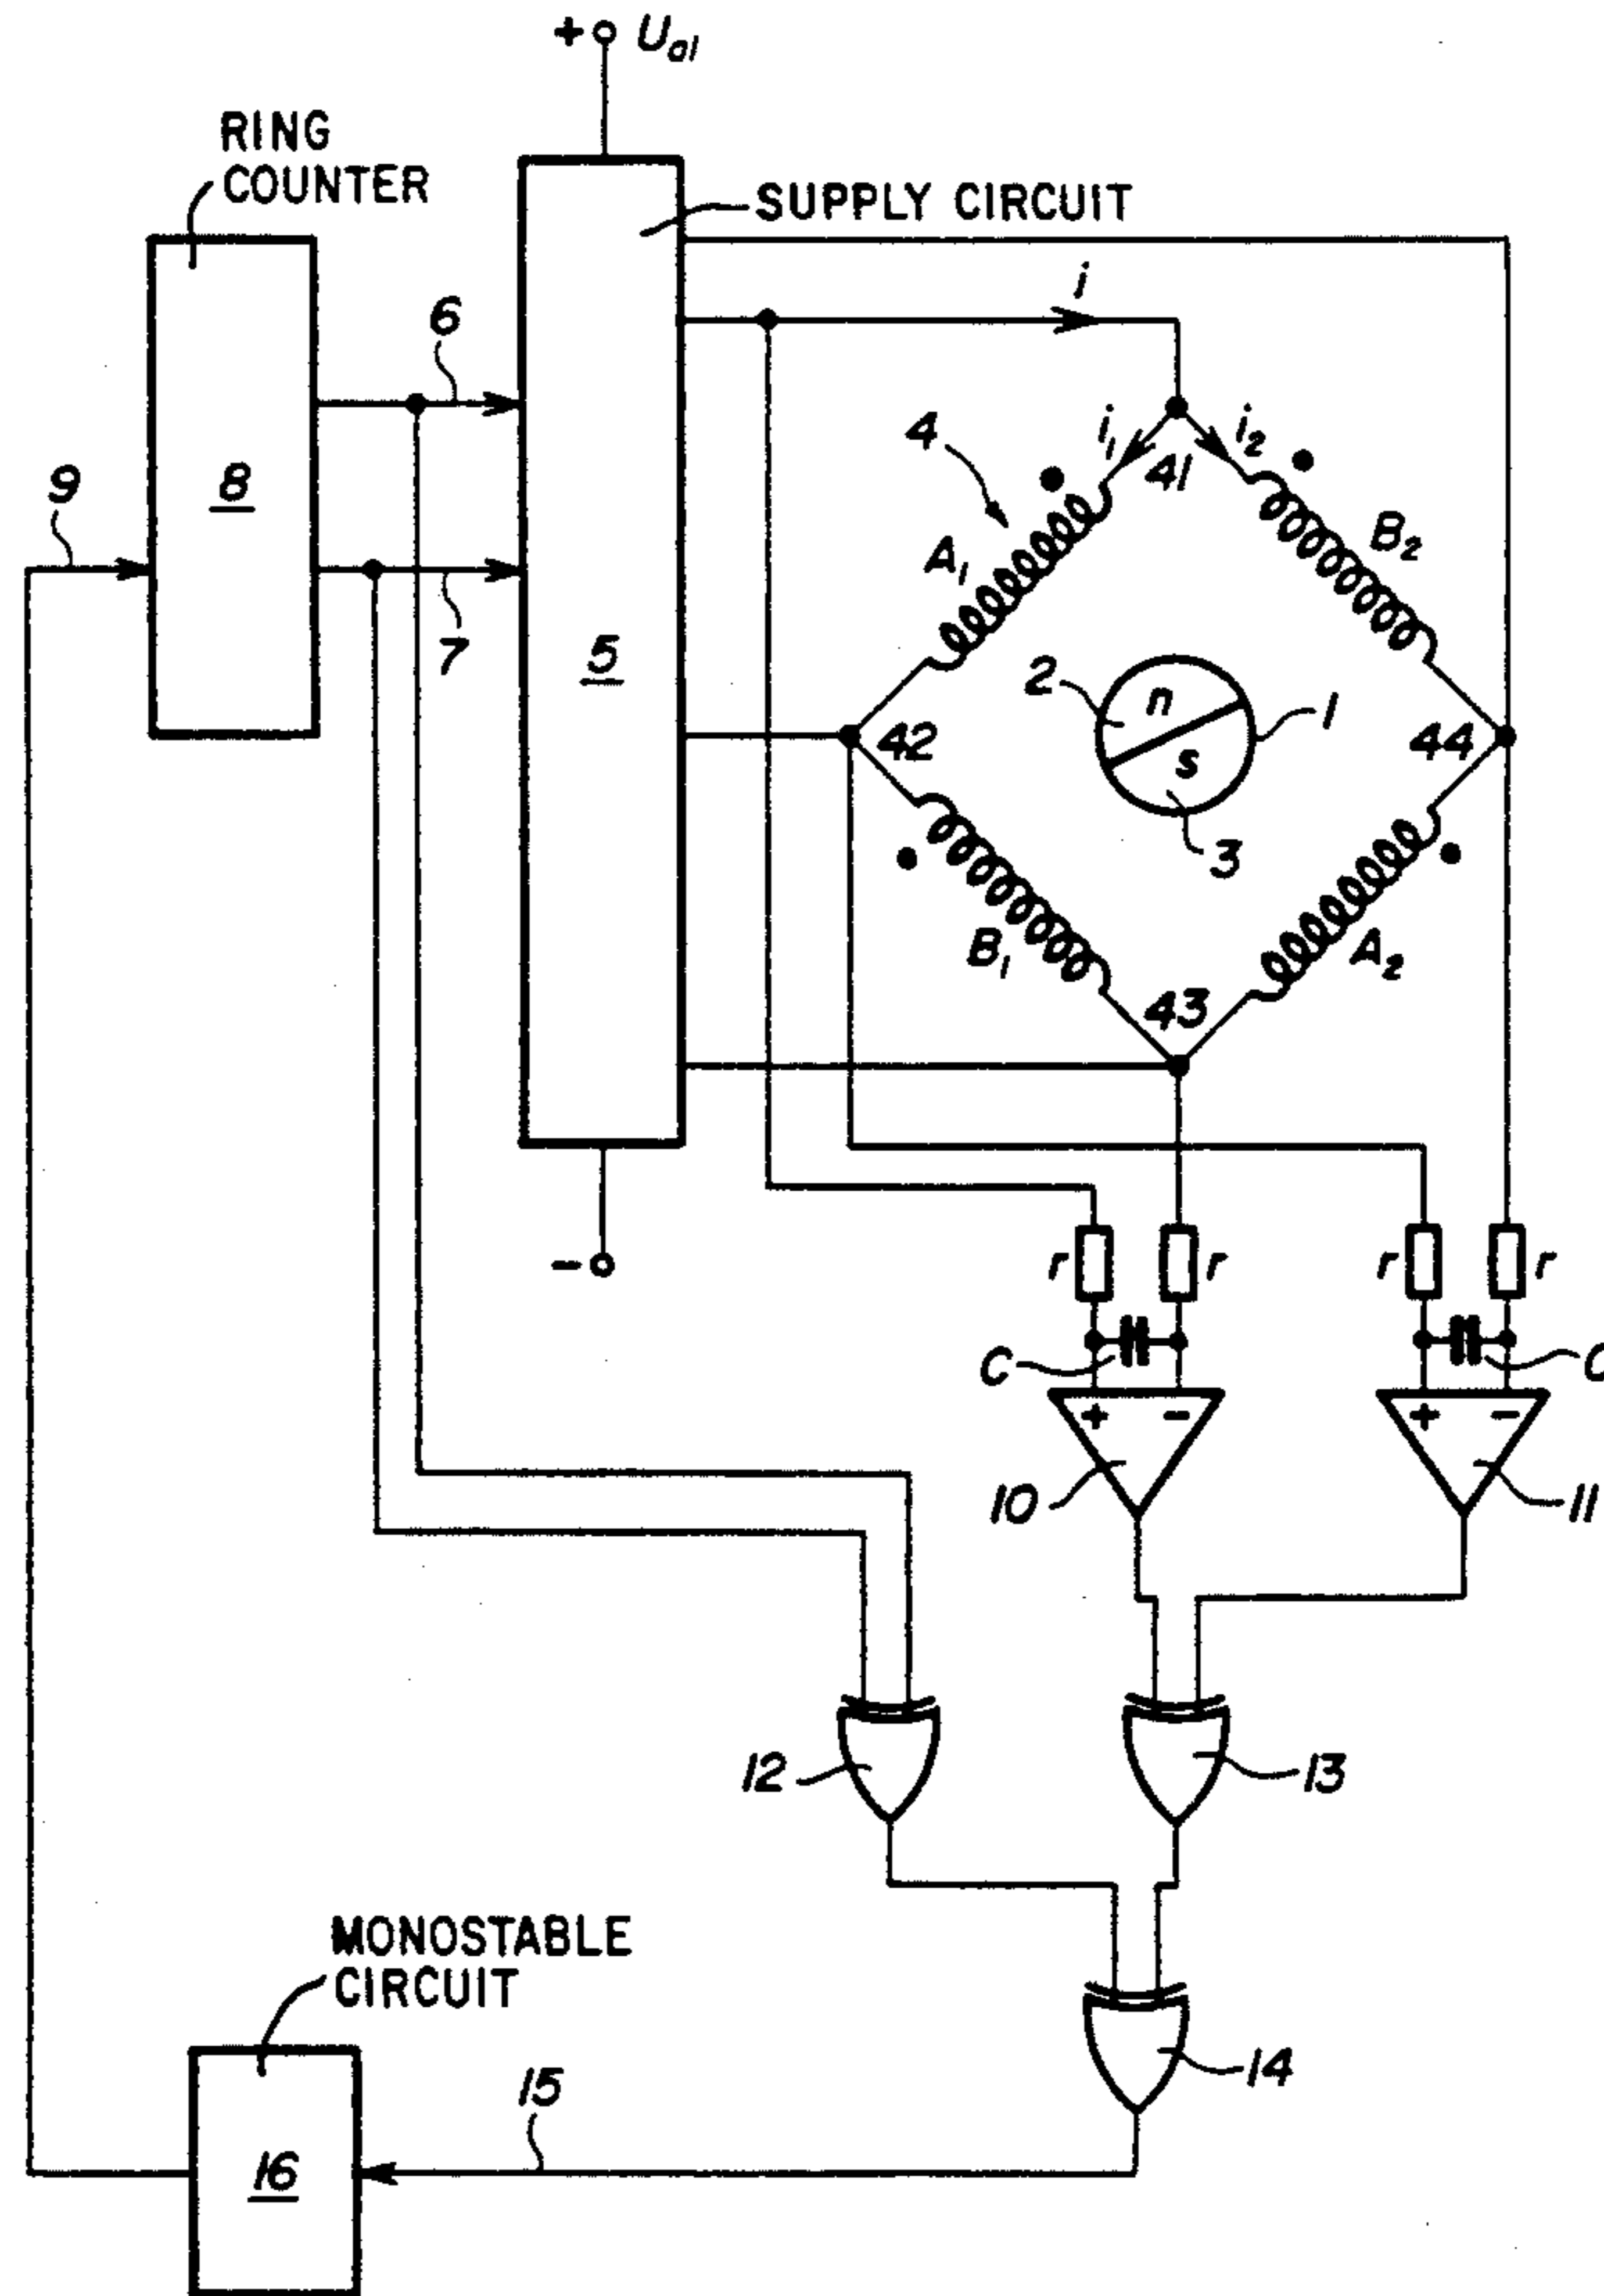 + Ual
RING
COUNTER
SUPPLY CIRCUIT
i
6
4
i1
41
i2
9
8
A1
B2
7
5
2
n
1
42
44
s
3
B1
A2
43
-
r
r
r
r
C
C
+ -
+ -
10
11
12
13
MONOSTABLE
CIRCUIT
14
15
16